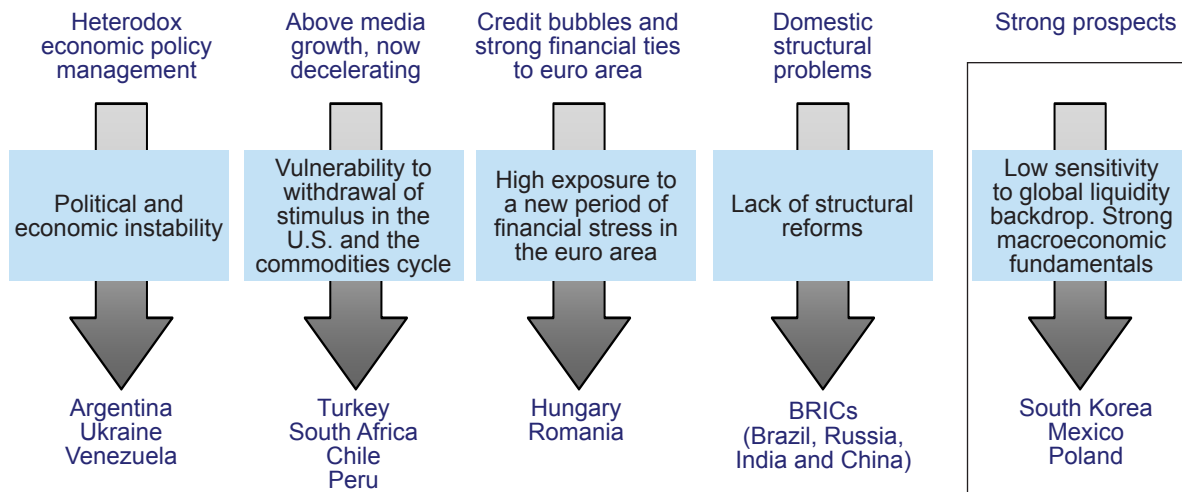 Heterodox
economic policy
management
Above media
growth, now
decelerating
Credit bubbles and
strong financial ties
to euro area
Domestic
structural
problems
Strong prospects
Political and
economic instability
Vulnerability to
withdrawal of
stimulus in the
U.S. and the
commodities cycle
High exposure to
a new period of
financial stress in
the euro area
Lack of structural
reforms
Low sensitivity
to global liquidity
backdrop. Strong
macroeconomic
fundamentals
Argentina
Ukraine
Venezuela
Turkey
South Africa
Chile
Peru
Hungary
Romania
BRICs
(Brazil, Russia,
India and China)
South Korea
Mexico
Poland